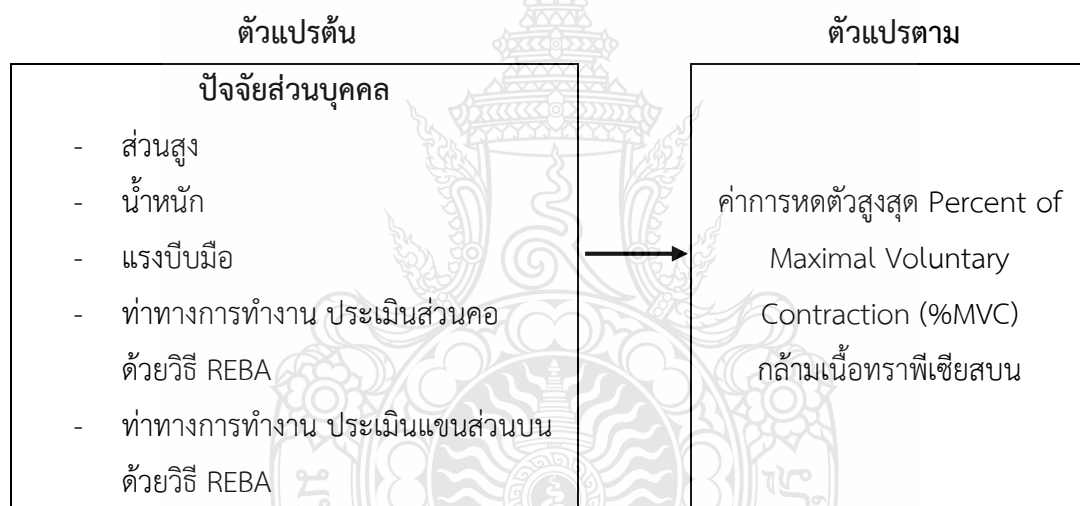 ตัวแปรต้น
ปัจจัยส่วนบุคคล
- ส่วนสูง
- น้ำหนัก
- แรงบีบมือ
- ท่าทางการทำงาน ประเมินส่วนคอ
ด้วยวิธี REBA
- ท่าทางการทำงาน ประเมินแขนส่วนบน
ด้วยวิธี REBA
ตัวแปรตาม
ค่าการหดตัวสูงสุด Percent of
Maximal Voluntary
Contraction (%MVC)
กล้ามเนื้อทราพีเซียสบน